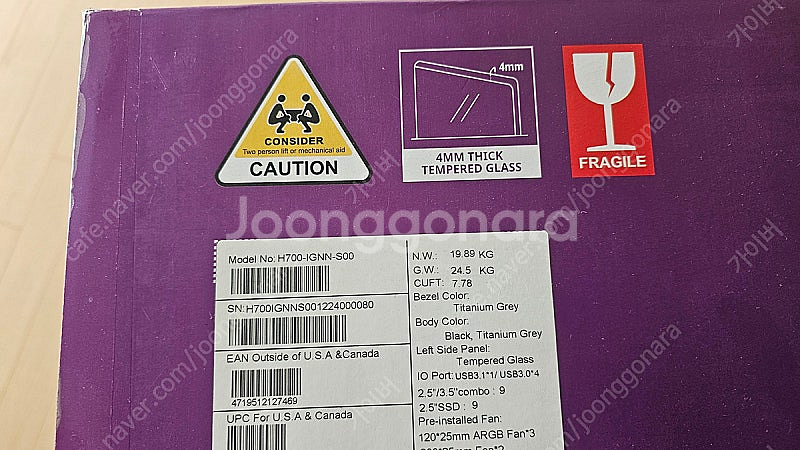 4mm
CONSIDER
Two person lift or mechanical aid
CAUTION
4MM THICK
TEMPERED GLASS
FRAGILE
Joonggonara
cafe.naver.com/joonggonara
Model No: H700-IGNN-S00
SN:H700IGNNS001224000080
EAN Outside of U.S.A &Canada
4719512127469
UPC For U.S.A & Canada
N.W.: 19.89 KG
G.W.: 24.5 KG
CUFT: 7.78
Bezel Color:
Titanium Grey
Body Color:
Black, Titanium Grey
Left Side Panel:
Tempered Glass
IO Port: USB3.1*1/ USB3.0*4
2.5"/3.5"combo : 9
2.5"SSD : 9
Pre-installed Fan:
120*25mm ARGB Fan*3